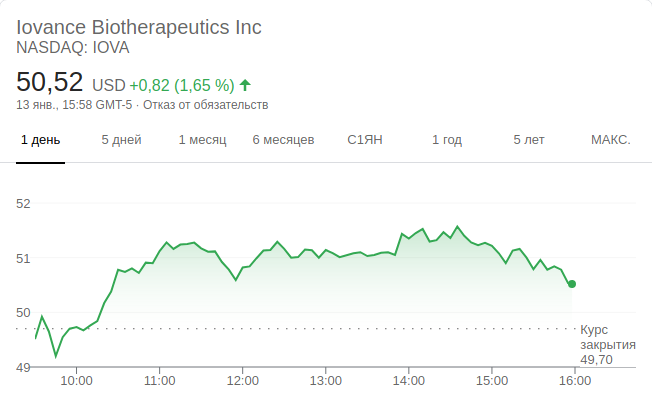 Iovance Biotherapeutics Inc
NASDAQ: IOVA
50,52 USD +0,82 (1,65 %)
13 янв., 15:58 GMT-5 · Отказ от обязательств
1 день 5 дней 1 месяц 6 месяцев С1ЯН 1 год 5 лет МАКС.
52
51
50
Курс
закрытия
49,70
49
10:00 11:00 12:00 13:00 14:00 15:00 16:00